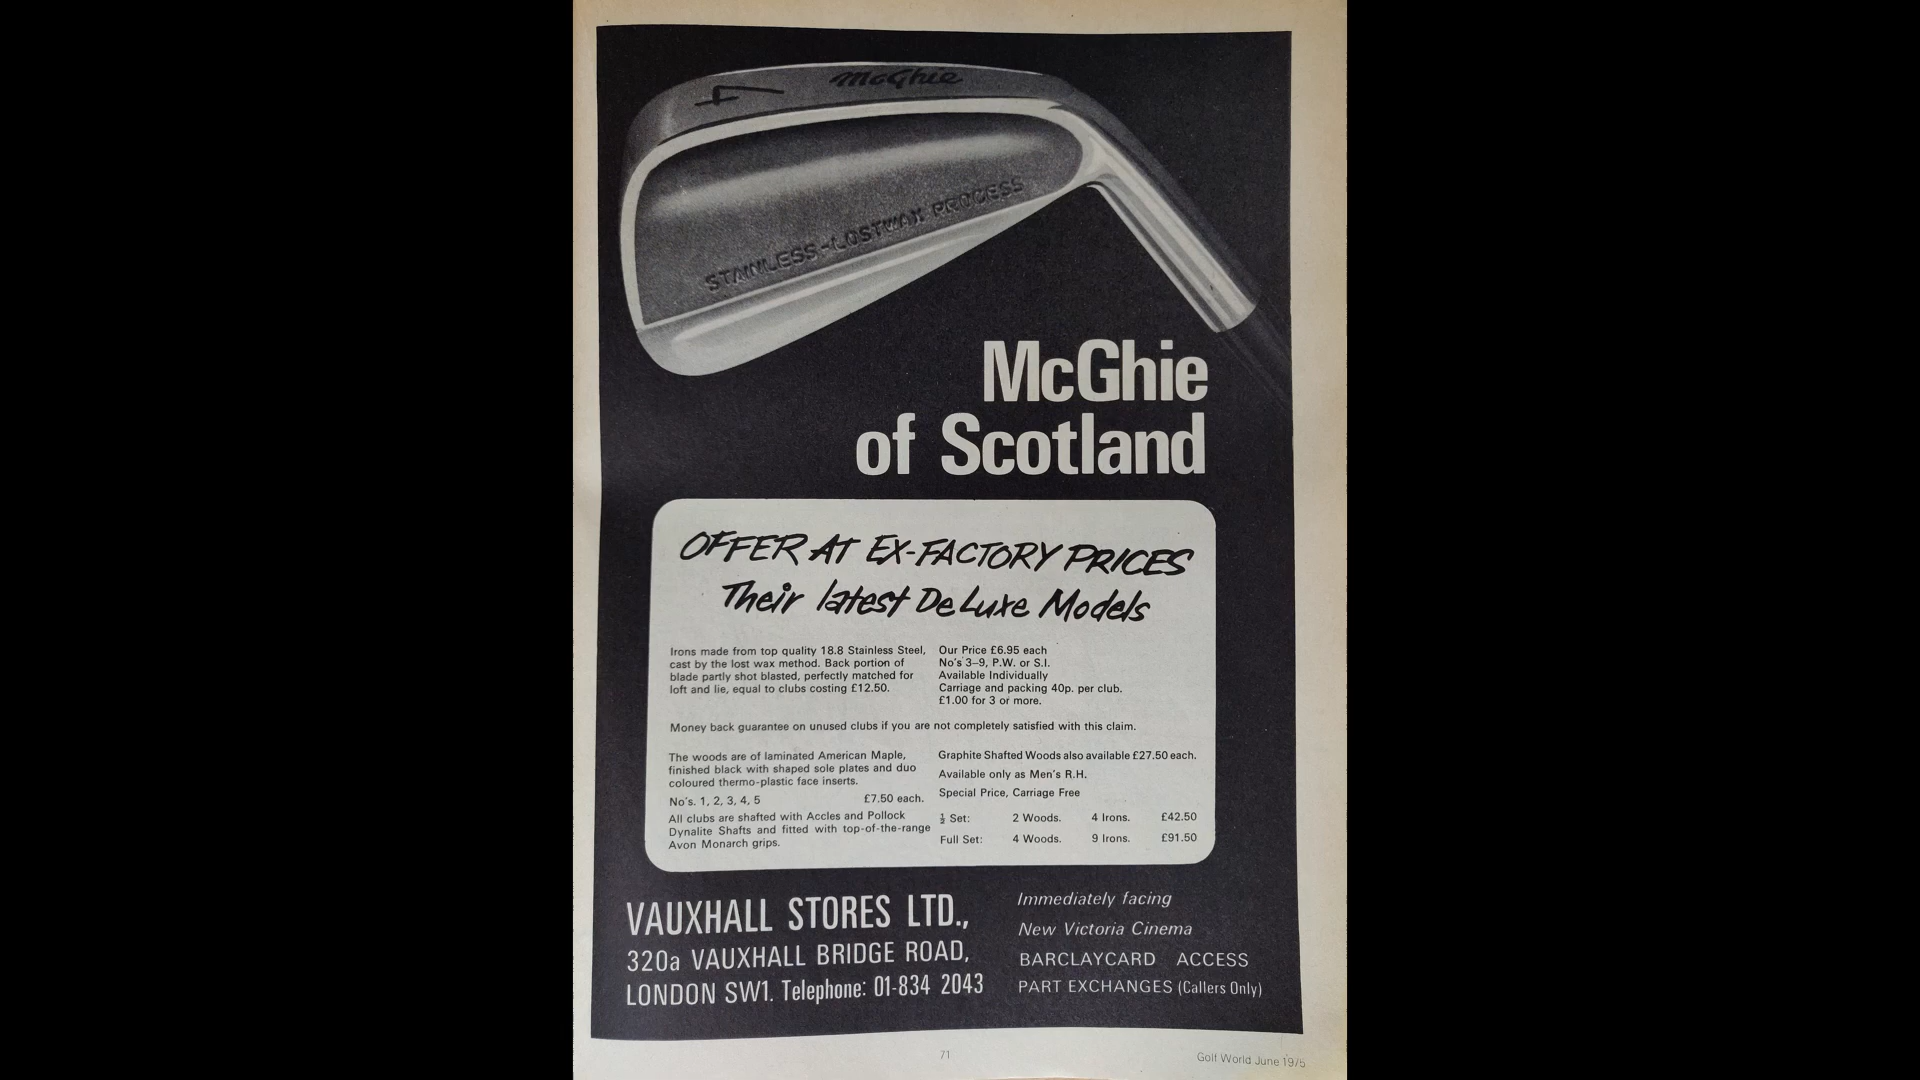 4
McGhie
STAINLESS-LOSTWAX PROCESS
McGhie
of Scotland
OFFER AT EX-FACTORY PRICES
Their latest De Luxe Models
Irons made from top quality 18.8 Stainless Steel,
cast by the lost wax method. Back portion of
blade partly shot blasted, perfectly matched for
loft and lie, equal to clubs costing £12.50.
Our Price £6.95 each
No's 3–9, P.W. or S.I.
Available Individually
Carriage and packing 40p. per club.
£1.00 for 3 or more.
Money back guarantee on unused clubs if you are not completely satisfied with this claim.
The woods are of laminated American Maple,
finished black with shaped sole plates and duo
coloured thermo-plastic face inserts.
No's. 1, 2, 3, 4, 5 £7.50 each.
All clubs are shafted with Accles and Pollock
Dynalite Shafts and fitted with top-of-the-range
Avon Monarch grips.
Graphite Shafted Woods also available £27.50 each.
Available only as Men's R.H.
Special Price, Carriage Free
½ Set: 2 Woods. 4 Irons. £42.50
Full Set: 4 Woods. 9 Irons. £91.50
VAUXHALL STORES LTD.,
320a VAUXHALL BRIDGE ROAD,
LONDON SW1. Telephone: 01-834 2043
Immediately facing
New Victoria Cinema
BARCLAYCARD ACCESS
PART EXCHANGES (Callers Only)
71
Golf World June 1975